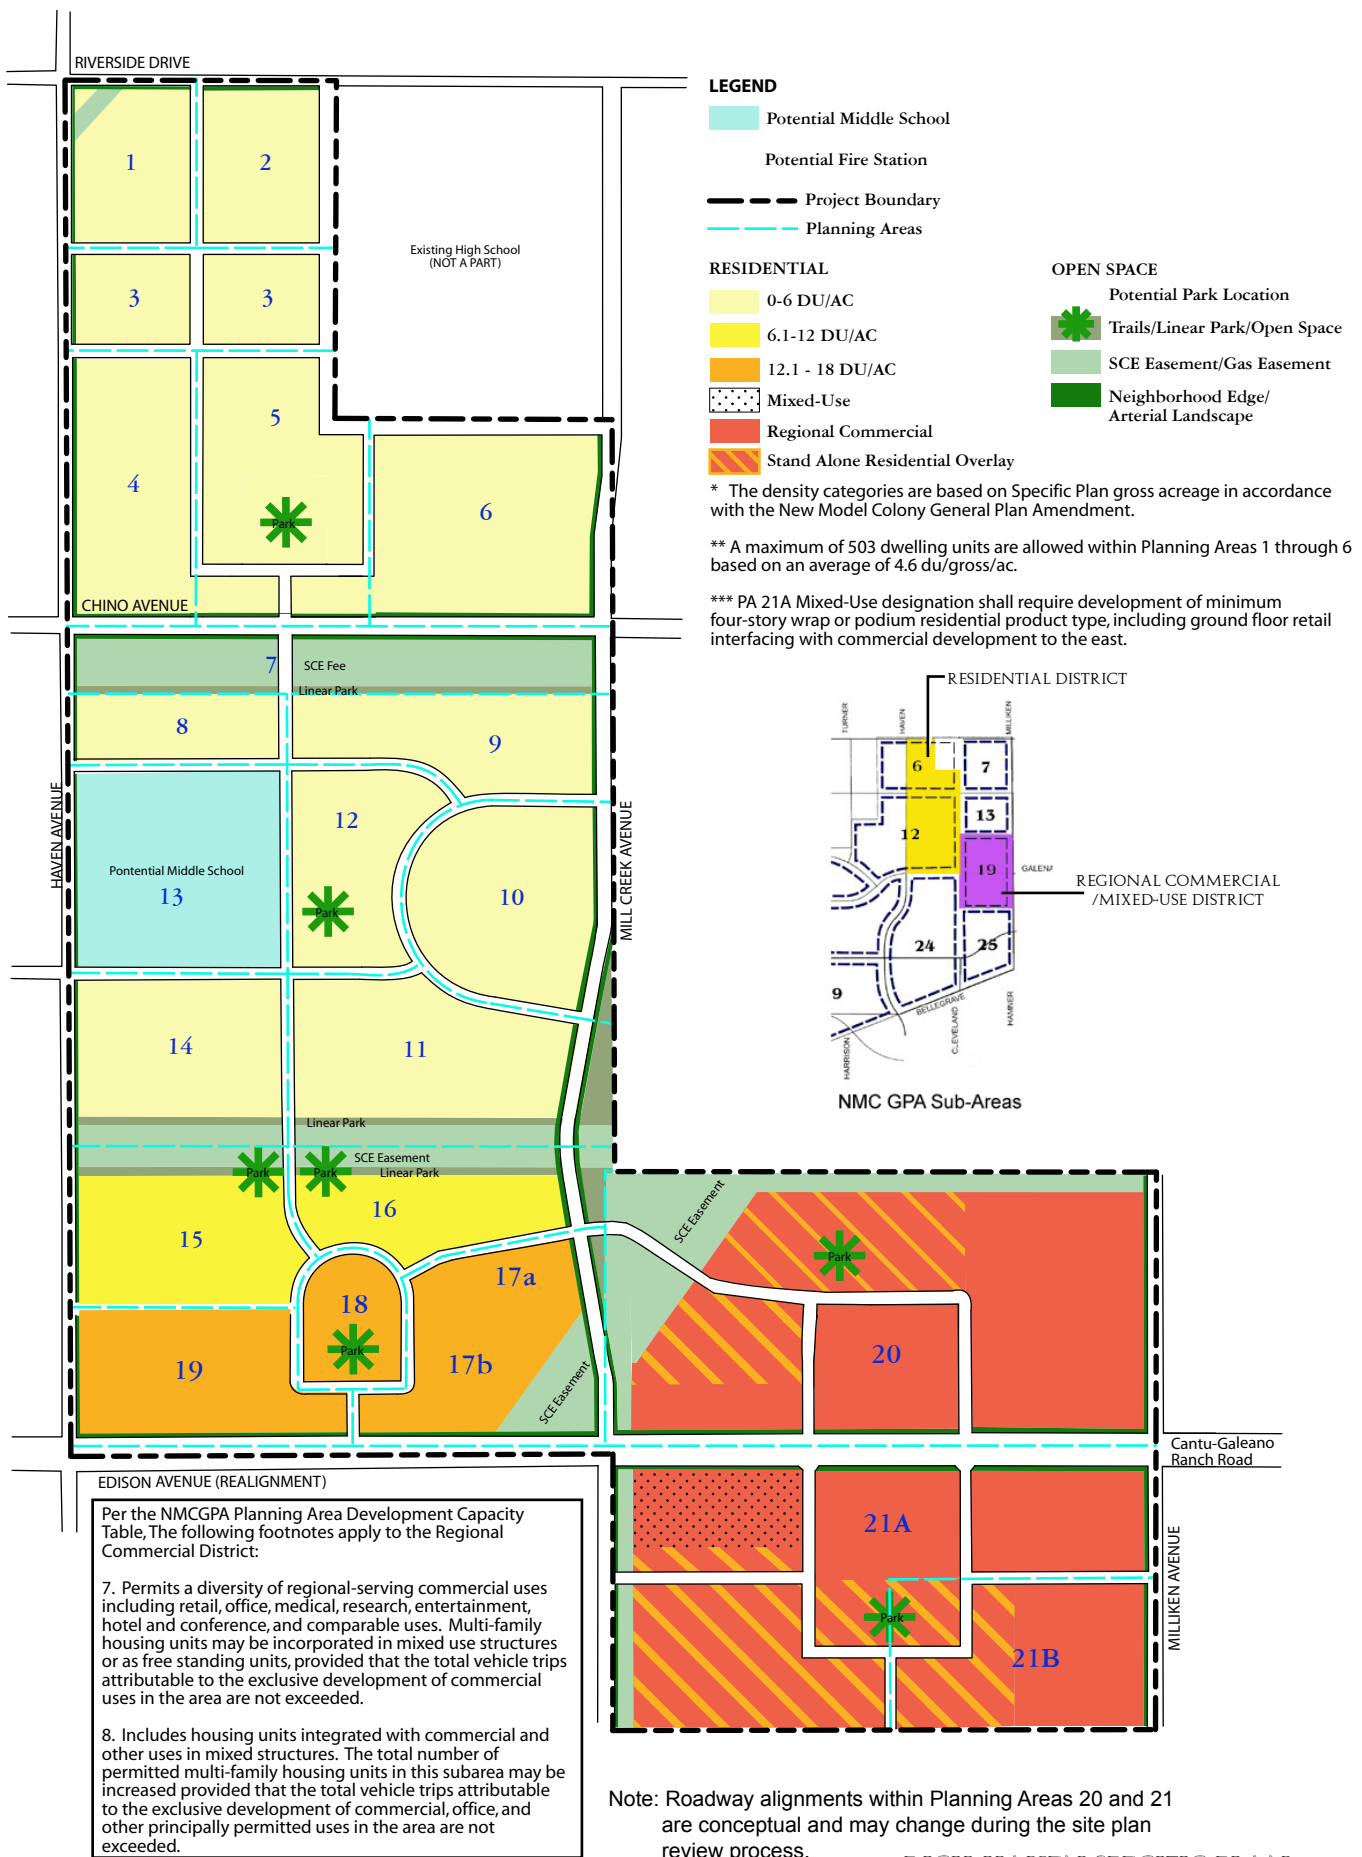 RIVERSIDE DRIVE
1
2
Existing High School
(NOT A PART)
3
3
5
4
6
Park
CHINO AVENUE
7
SCE Fee
Linear Park
8
9
HAVEN AVENUE
MILL CREEK AVENUE
12
Pontential Middle School
13
10
Park
14
11
Linear Park
SCE Easement
Linear Park
Park
Park
16
15
17a
18
Park
19
17b
SCE Easement
SCE Easement
Park
20
Cantu-Galeano
Ranch Road
EDISON AVENUE (REALIGNMENT)
21A
Park
21B
MILLIKEN AVENUE
LEGEND
Potential Middle School
Potential Fire Station
Project Boundary
Planning Areas
RESIDENTIAL
0-6 DU/AC
6.1-12 DU/AC
12.1 - 18 DU/AC
Mixed-Use
Regional Commercial
Stand Alone Residential Overlay
OPEN SPACE
Potential Park Location
Trails/Linear Park/Open Space
SCE Easement/Gas Easement
Neighborhood Edge/
Arterial Landscape
* The density categories are based on Specific Plan gross acreage in accordance
with the New Model Colony General Plan Amendment.
** A maximum of 503 dwelling units are allowed within Planning Areas 1 through 6
based on an average of 4.6 du/gross/ac.
*** PA 21A Mixed-Use designation shall require development of minimum
four-story wrap or podium residential product type, including ground floor retail
interfacing with commercial development to the east.
RESIDENTIAL DISTRICT
TURNER
HAVEN
MILLIKEN
6
7
12
13
19
GALENA
REGIONAL COMMERCIAL
/MIXED-USE DISTRICT
24
25
9
BELLEGRAVE
HARRISON
CLEVELAND
HAMNER
NMC GPA Sub-Areas
Per the NMCGPA Planning Area Development Capacity
Table, The following footnotes apply to the Regional
Commercial District:
7. Permits a diversity of regional-serving commercial uses
including retail, office, medical, research, entertainment,
hotel and conference, and comparable uses. Multi-family
housing units may be incorporated in mixed use structures
or as free standing units, provided that the total vehicle trips
attributable to the exclusive development of commercial
uses in the area are not exceeded.
8. Includes housing units integrated with commercial and
other uses in mixed structures. The total number of
permitted multi-family housing units in this subarea may be
increased provided that the total vehicle trips attributable
to the exclusive development of commercial, office, and
other principally permitted uses in the area are not
exceeded.
Note: Roadway alignments within Planning Areas 20 and 21
are conceptual and may change during the site plan
review process.